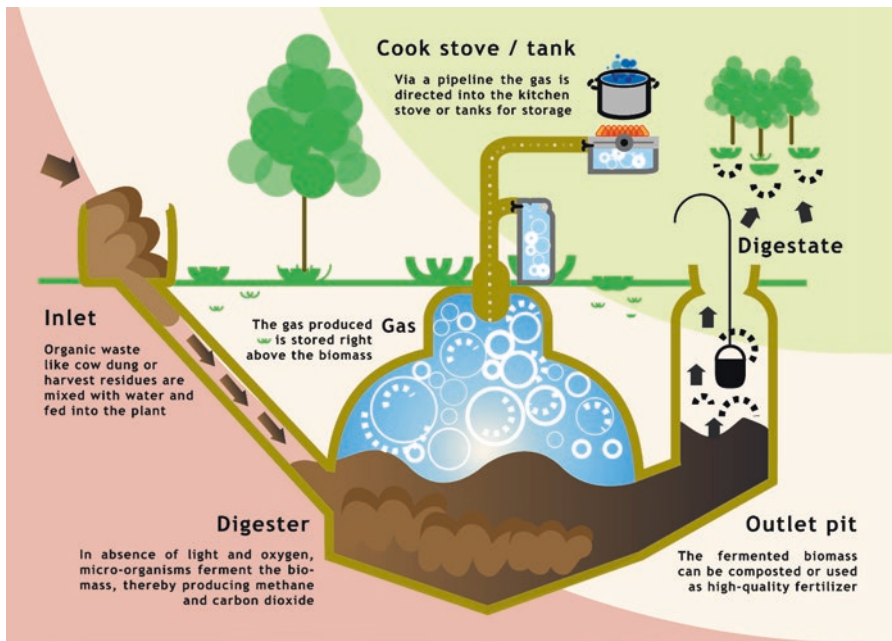 Cook stove / tank
Via a pipeline the gas is
directed into the kitchen
stove or tanks for storage
Digestate
Inlet
Organic waste
like cow dung or
harvest residues are
mixed with water and
fed into the plant
Gas
The gas produced
is stored right
above the biomass
Digester
In absence of light and oxygen,
micro-organisms ferment the bio-
mass, thereby producing methane
and carbon dioxide
Outlet pit
The fermented biomass
can be composted or used
as high-quality fertilizer